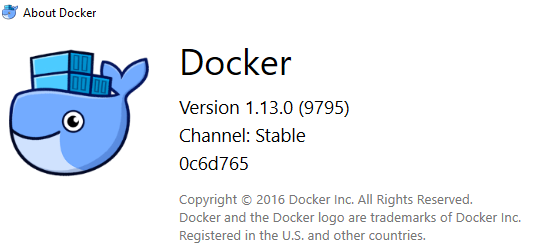 About Docker
Docker
Version 1.13.0 (9795)
Channel: Stable
0c6d765
Copyright © 2016 Docker Inc. All Rights Reserved.
Docker and the Docker logo are trademarks of Docker Inc.
Registered in the U.S. and other countries.